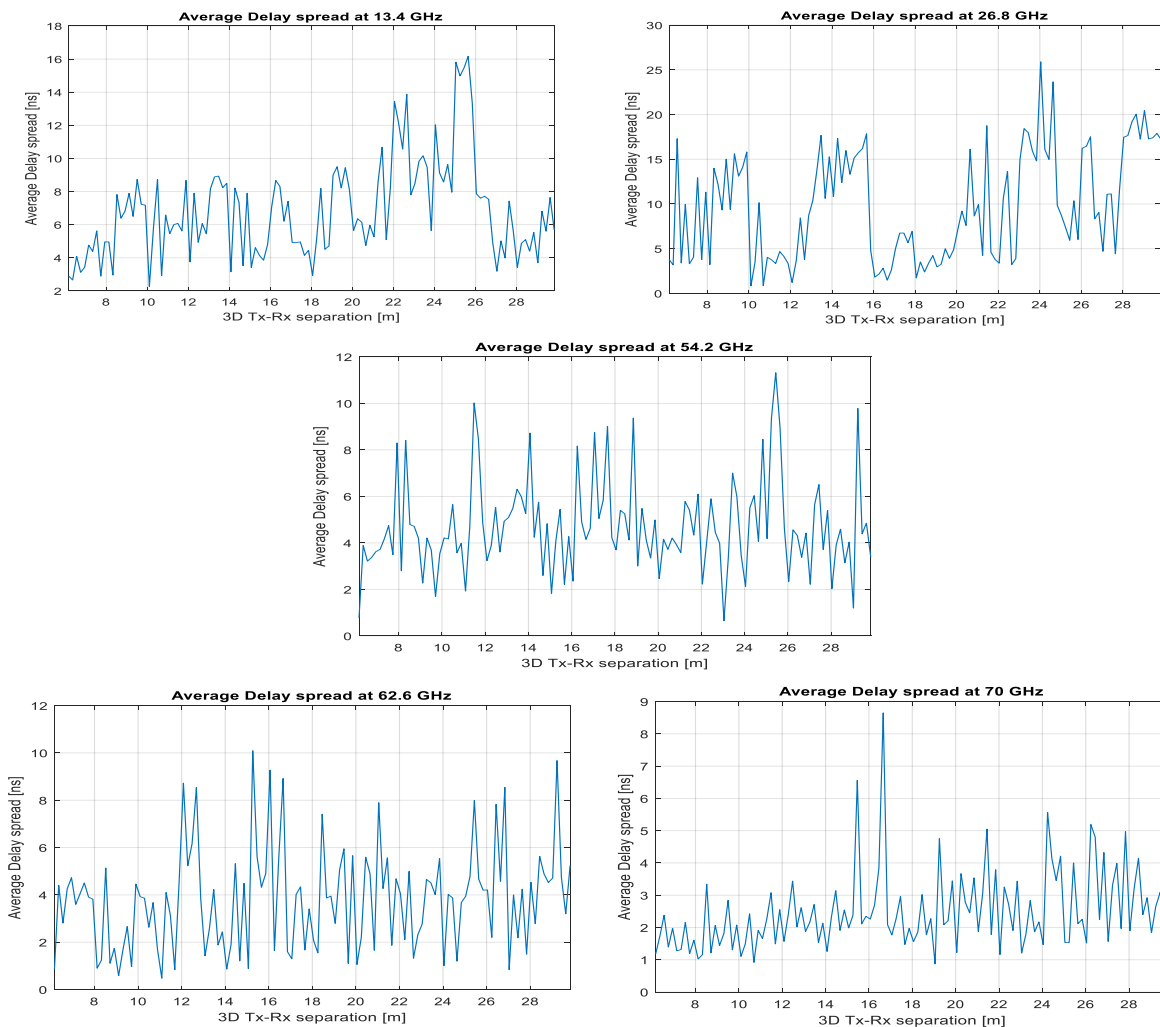 Average Delay spread at 13.4 GHz
18
16
14
12
10
8
6
4
2
Average Delay spread [ns]
8 10 12 14 16 18 20 22 24 26 28
3D Tx-Rx separation [m]
Average Delay spread at 26.8 GHz
30
25
20
15
10
5
0
Average Delay spread [ns]
8 10 12 14 16 18 20 22 24 26 28
3D Tx-Rx separation [m]
Average Delay spread at 54.2 GHz
12
10
8
6
4
2
0
Average Delay spread [ns]
8 10 12 14 16 18 20 22 24 26 28
3D Tx-Rx separation [m]
Average Delay spread at 62.6 GHz
12
10
8
6
4
2
0
Average Delay spread [ns]
8 10 12 14 16 18 20 22 24 26 28
3D Tx-Rx separation [m]
Average Delay spread at 70 GHz
9
8
7
6
5
4
3
2
1
0
Average Delay spread [ns]
8 10 12 14 16 18 20 22 24 26 28
3D Tx-Rx separation [m]